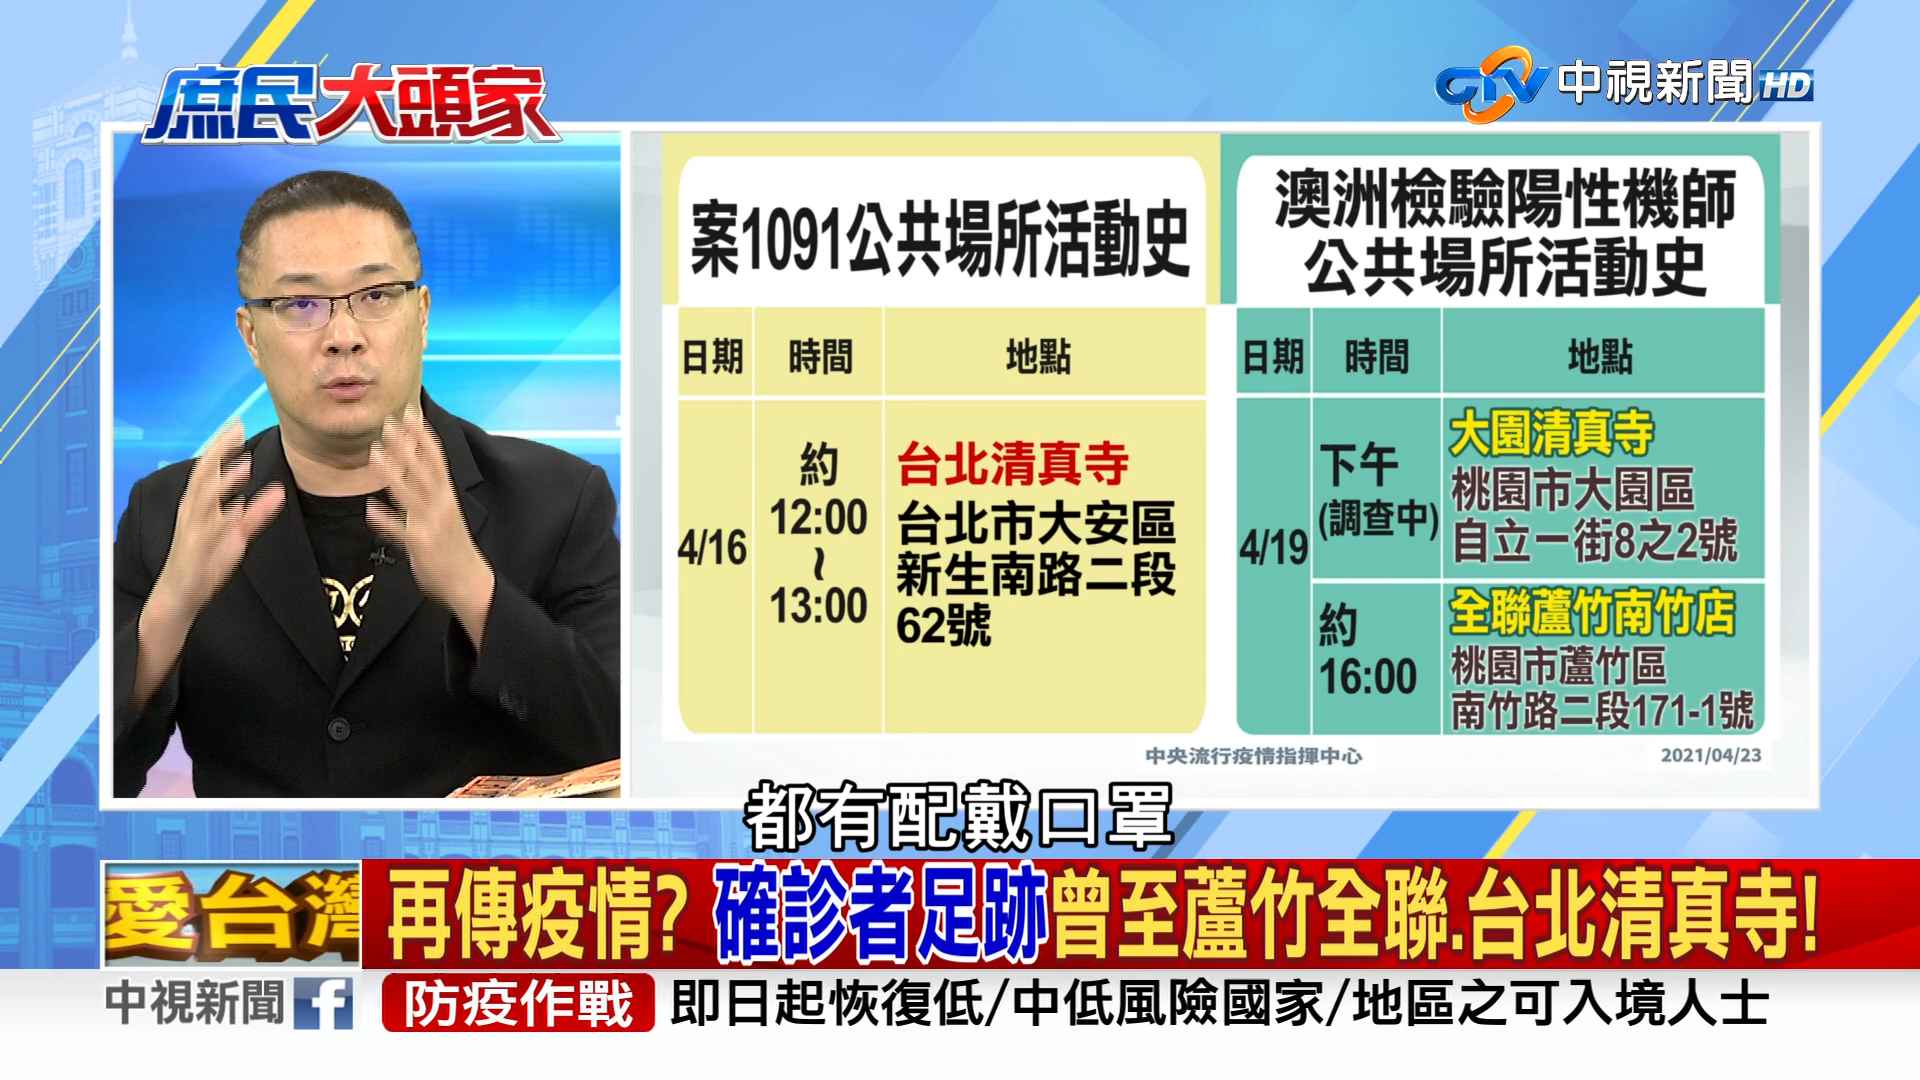 庶民大頭家
CTV 中視新聞 HD
案1091公共場所活動史
日期 時間 地點
4/16
約
12:00
~
13:00
台北清真寺
台北市大安區
新生南路二段
62號
澳洲檢驗陽性機師
公共場所活動史
日期 時間 地點
4/19
下午
(調查中)
大園清真寺
桃園市大園區
自立一街8之2號
約
16:00
全聯蘆竹南竹店
桃園市蘆竹區
南竹路二段171-1號
中央流行疫情指揮中心 2021/04/23
都有配戴口罩
愛台灣
再傳疫情? 確診者足跡曾至蘆竹全聯.台北清真寺!
中視新聞 f
防疫作戰 即日起恢復低/中低風險國家/地區之可入境人士